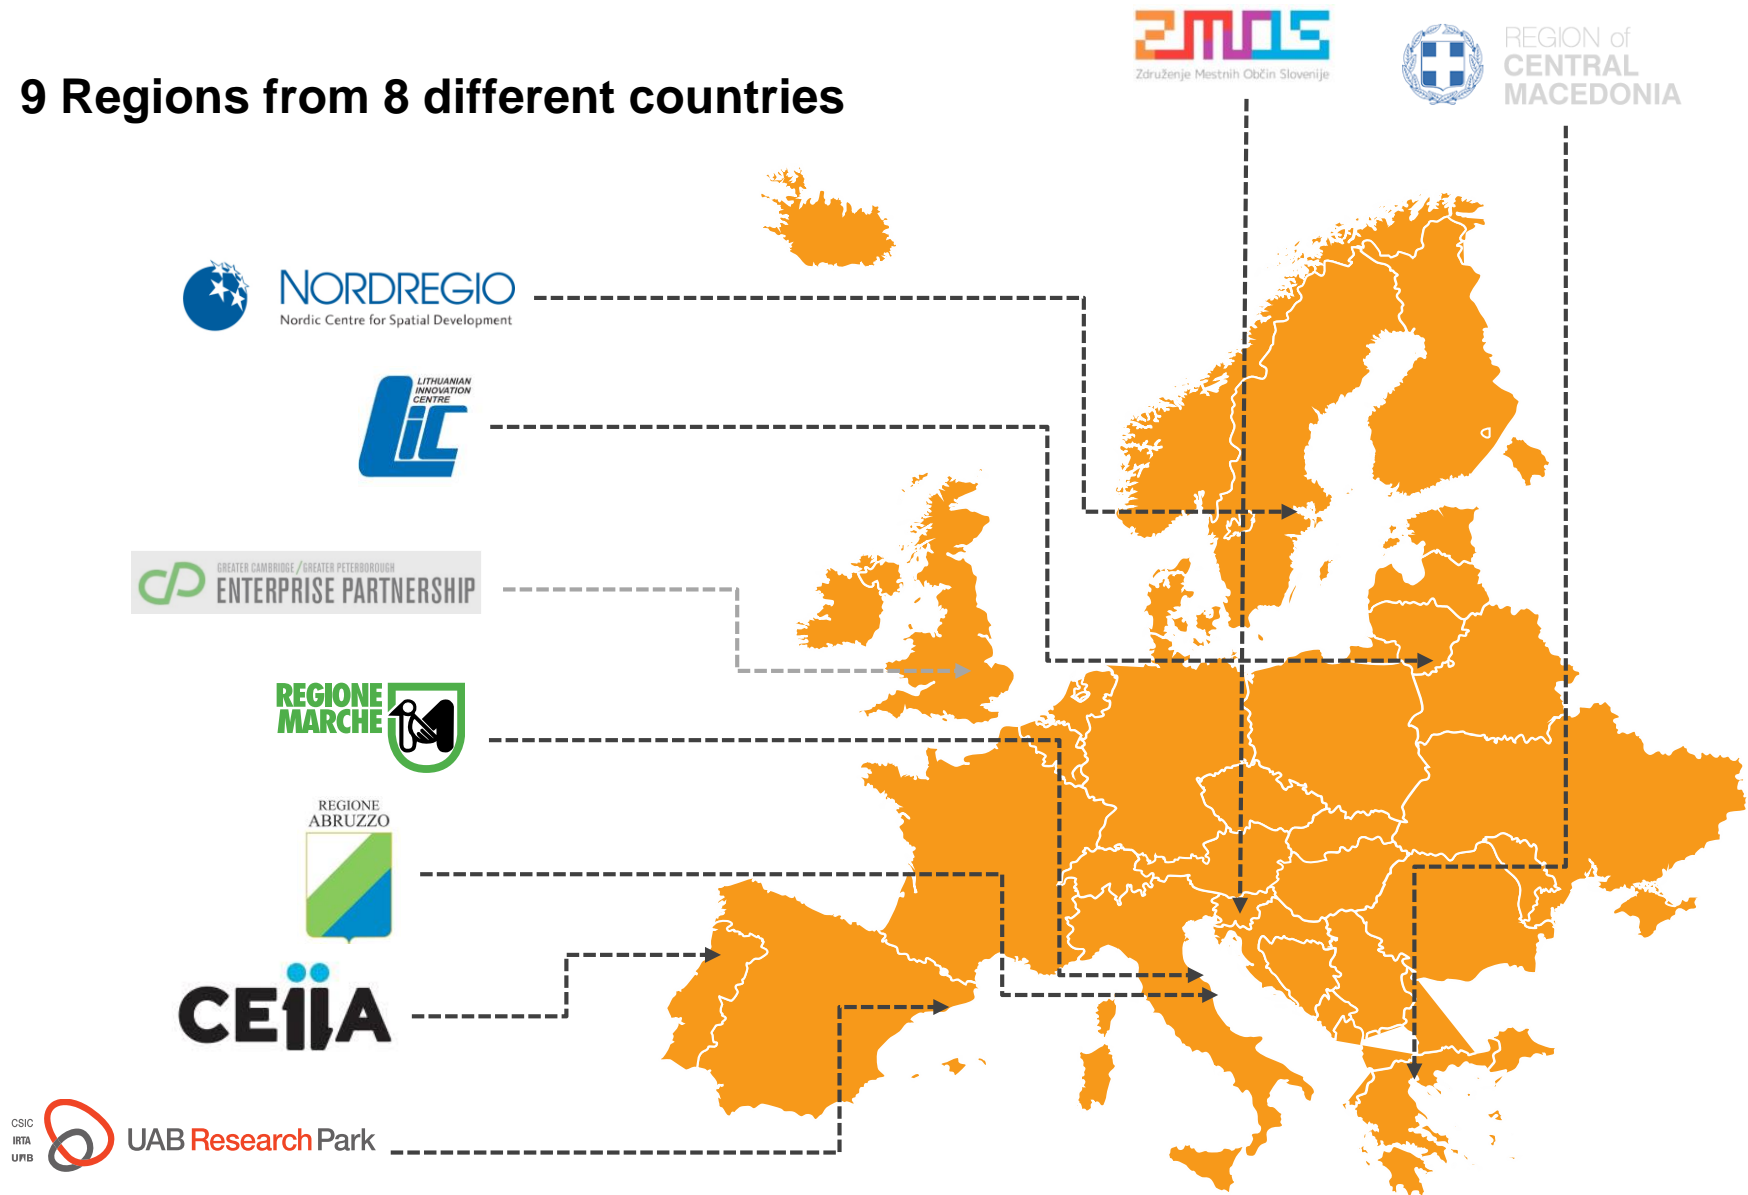 ZMOS
Združenje Mestnih Občin Slovenije
REGION of
CENTRAL
MACEDONIA
9 Regions from 8 different countries
NORDREGIO
Nordic Centre for Spatial Development
LITHUANIAN
INNOVATION
CENTRE
LIC
GREATER CAMBRIDGE/GREATER PETERBOROUGH
ENTERPRISE PARTNERSHIP
REGIONE
MARCHE
REGIONE
ABRUZZO
CEiiA
CSIC
IRTA
UAB
UAB Research Park